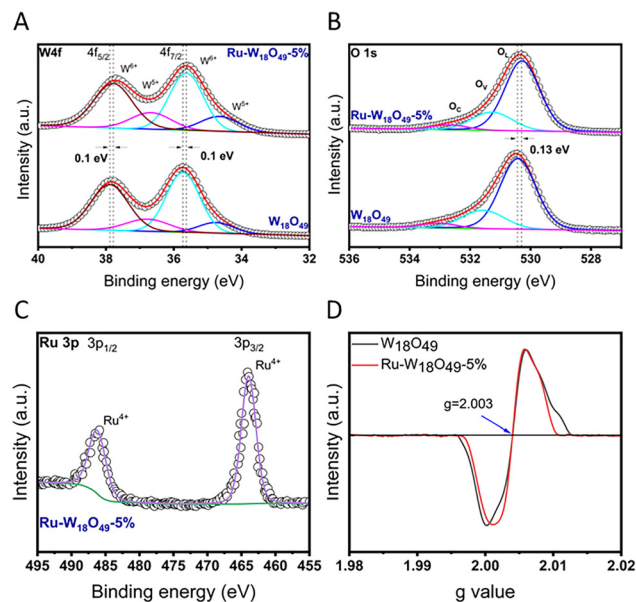 A
W4f
4f5/2
W6+
W5+
4f7/2
W6+
Ru-W18O49-5%
W5+
0.1 eV
0.1 eV
W18O49
Intensity (a.u.)
40 38 36 34 32
Binding energy (eV)
B
O 1s
OL
OV
OC
Ru-W18O49-5%
0.13 eV
W18O49
Intensity (a.u.)
536 534 532 530 528
Binding energy (eV)
C
Ru 3p
3p1/2
3p3/2
Ru4+
Ru4+
Ru-W18O49-5%
Intensity (a.u.)
495 490 485 480 475 470 465 460 455
Binding energy (eV)
D
W18O49
Ru-W18O49-5%
g=2.003
Intensity (a.u.)
1.98 1.99 2.00 2.01 2.02
g value